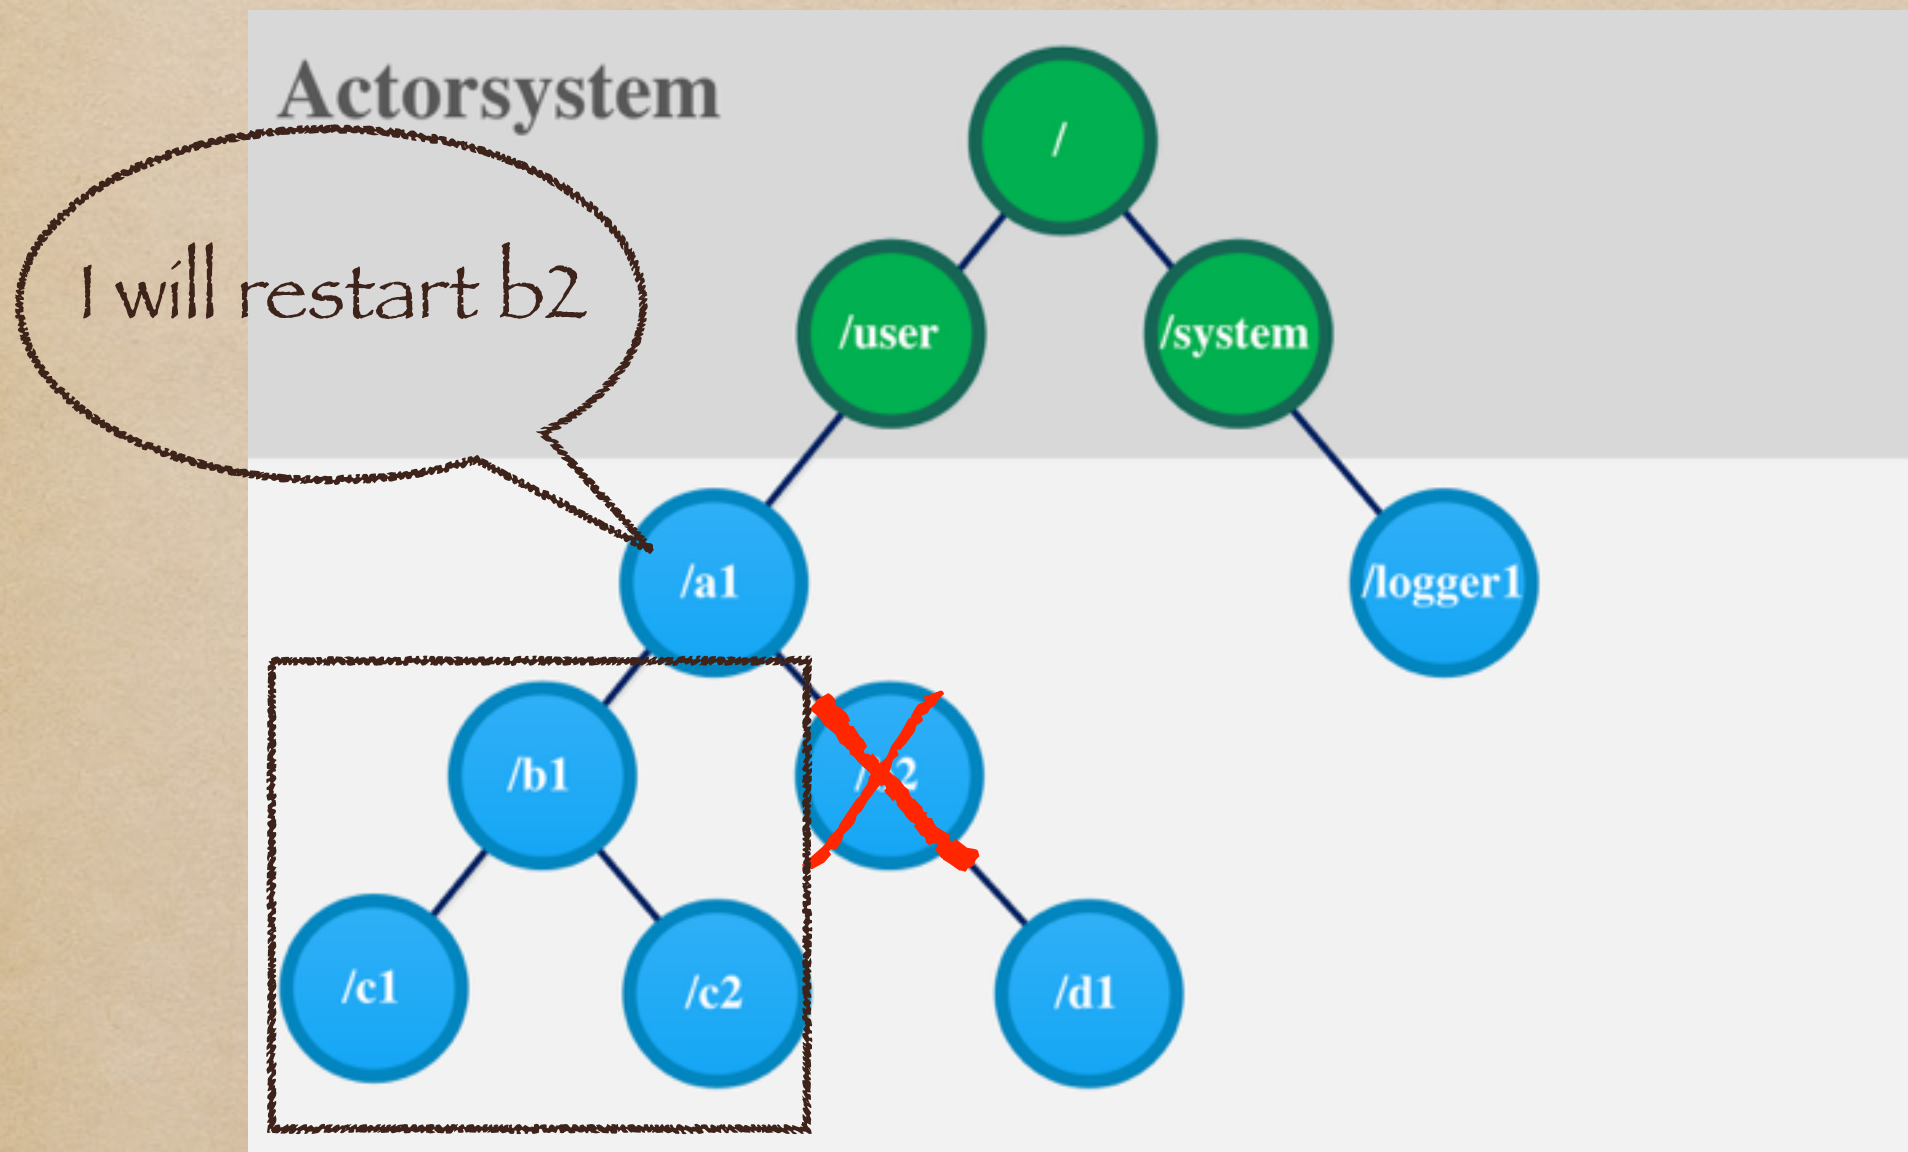 Actorsystem
/
I will restart b2
/user
/system
/a1
/logger1
/b1
/c1
/c2
/d1